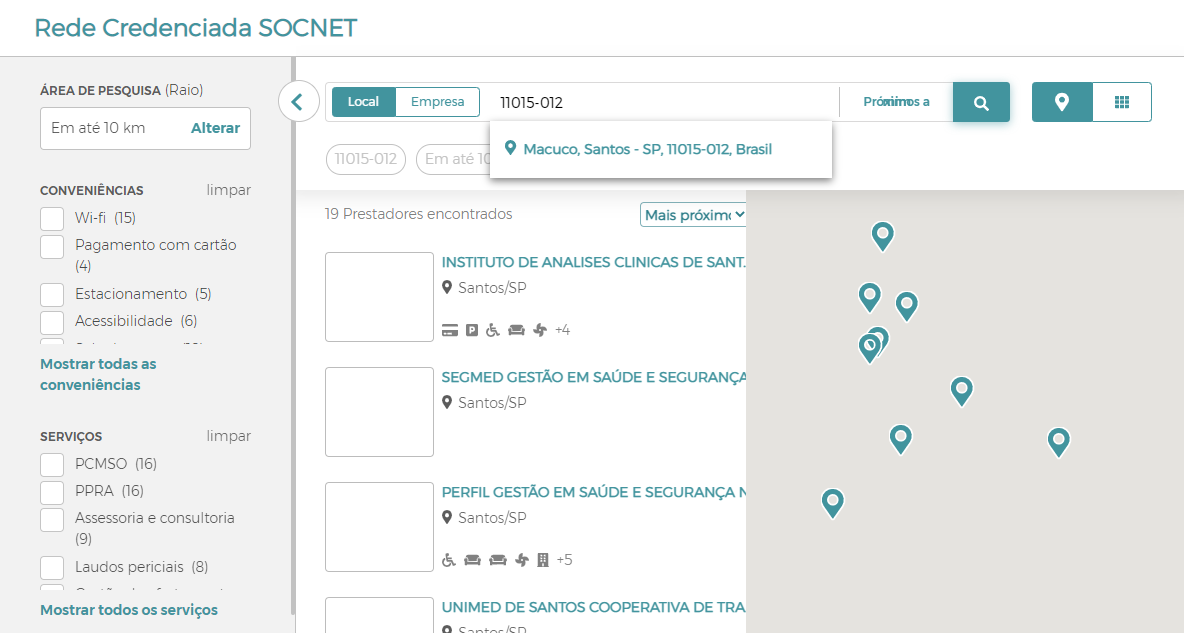 Rede Credenciada SOCNET
ÁREA DE PESQUISA (Raio)
Em até 10 km Alterar
CONVENIÊNCIAS limpar
Wi-fi (15)
Pagamento com cartão
(4)
Estacionamento (5)
Acessibilidade (6)
Mostrar todas as
conveniências
SERVIÇOS limpar
PCMSO (16)
PPRA (16)
Assessoria e consultoria
(9)
Laudos periciais (8)
Mostrar todos os serviços
Local Empresa 11015-012 a
Macuco, Santos - SP, 11015-012, Brasil
11015-012 Em até 10
19 Prestadores encontrados Mais próximo
INSTITUTO DE ANALISES CLINICAS DE SANT.
Santos/SP
P +4
SEGMED GESTÃO EM SAÚDE E SEGURANÇA
Santos/SP
PERFIL GESTÃO EM SAÚDE E SEGURANÇA N
Santos/SP
+5
UNIMED DE SANTOS COOPERATIVA DE TRA
Santos/SP